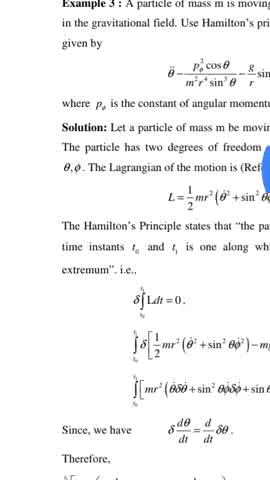 Example 3 : A particle of mass m is moving
in the gravitational field. Use Hamilton's pri
given by
θ̈ − p_ϕ² cosθ / m²r⁴ sin³ θ − g/r sin
where p_ϕ is the constant of angular momentu
Solution: Let a particle of mass m be movin
The particle has two degrees of freedom
θ, ϕ. The Lagrangian of the motion is (Refe
L = 1/2 mr² (θ̇² + sin² θϕ̇
The Hamilton's Principle states that “the pa
time instants t₀ and t₁ is one along wh
extremum”. i.e.,
δ ∫_{t₀}^{t₁} Ldt = 0 .
∫_{t₀}^{t₁} δ [ 1/2 mr² (θ̇² + sin² θϕ̇²) − mg
∫_{t₀}^{t₁} [ mr² (θ̇δθ̇ + sin² θϕ̇δϕ̇ + sin θ
Since, we have δ dθ/dt = d/dt δθ .
Therefore,